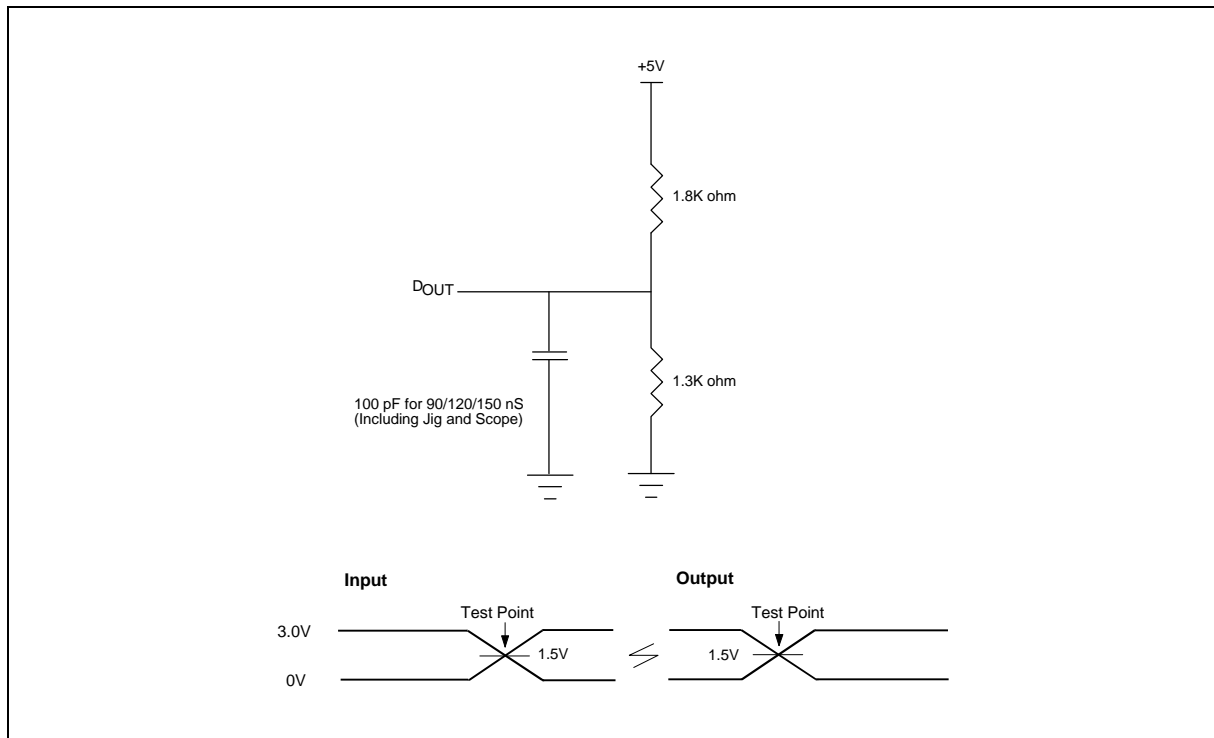 +5V
1.8K ohm
DOUT
1.3K ohm
100 pF for 90/120/150 nS
(Including Jig and Scope)
Input
Output
Test Point
Test Point
3.0V
1.5V
1.5V
0V